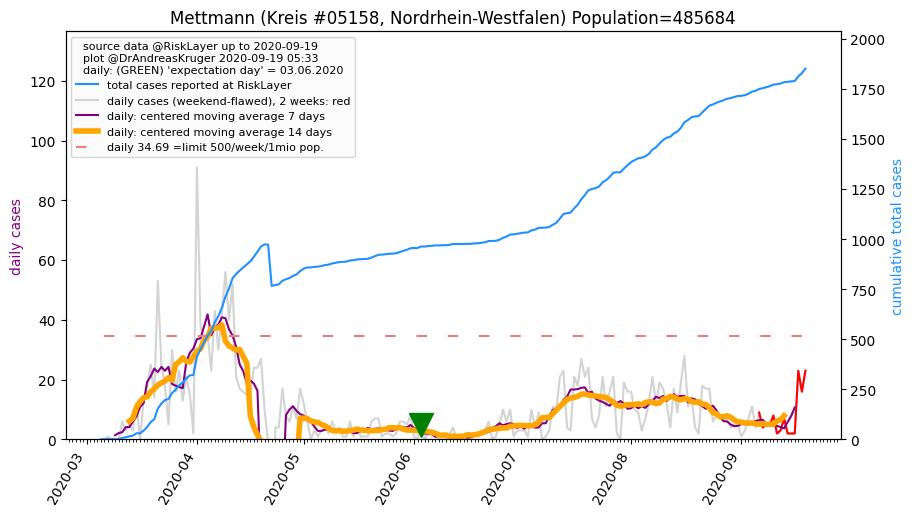 Mettmann (Kreis #05158, Nordrhein-Westfalen) Population=485684
source data @RiskLayer up to 2020-09-19
plot @DrAndreasKruger 2020-09-19 05:33
daily: (GREEN) 'expectation day' = 03.06.2020
total cases reported at RiskLayer
daily cases (weekend-flawed), 2 weeks: red
daily: centered moving average 7 days
daily: centered moving average 14 days
daily 34.69 =limit 500/week/1mio pop.
daily cases
120
100
80
60
40
20
0
cumulative total cases
2000
1750
1500
1250
1000
750
500
250
0
2020-03
2020-04
2020-05
2020-06
2020-07
2020-08
2020-09